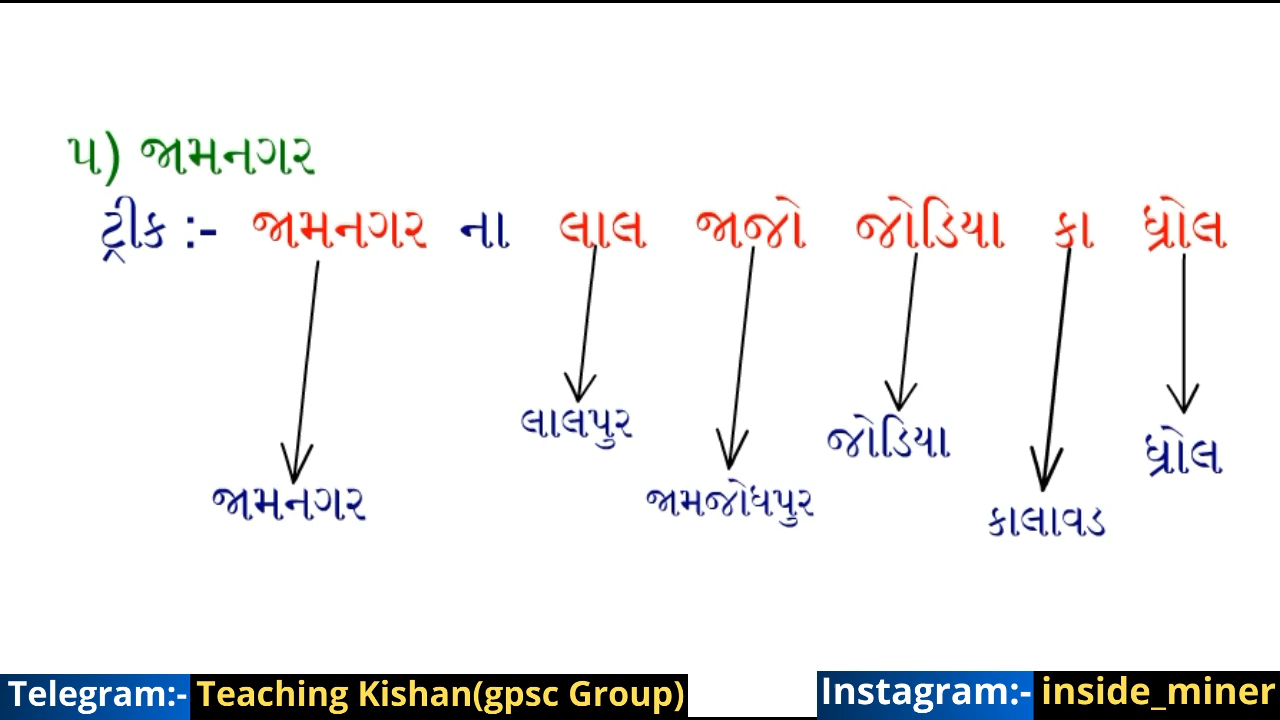 ૫) જામનગર
ટ્રીક :- જામનગર ના લાલ જાજો જોડિયા કા ધ્રોલ
લાલપુર
જોડિયા
ધ્રોલ
જામનગર
જામજોધપુર
કાલાવડ
Telegram:- Teaching Kishan(gpsc Group)
Instagram:- inside_miner